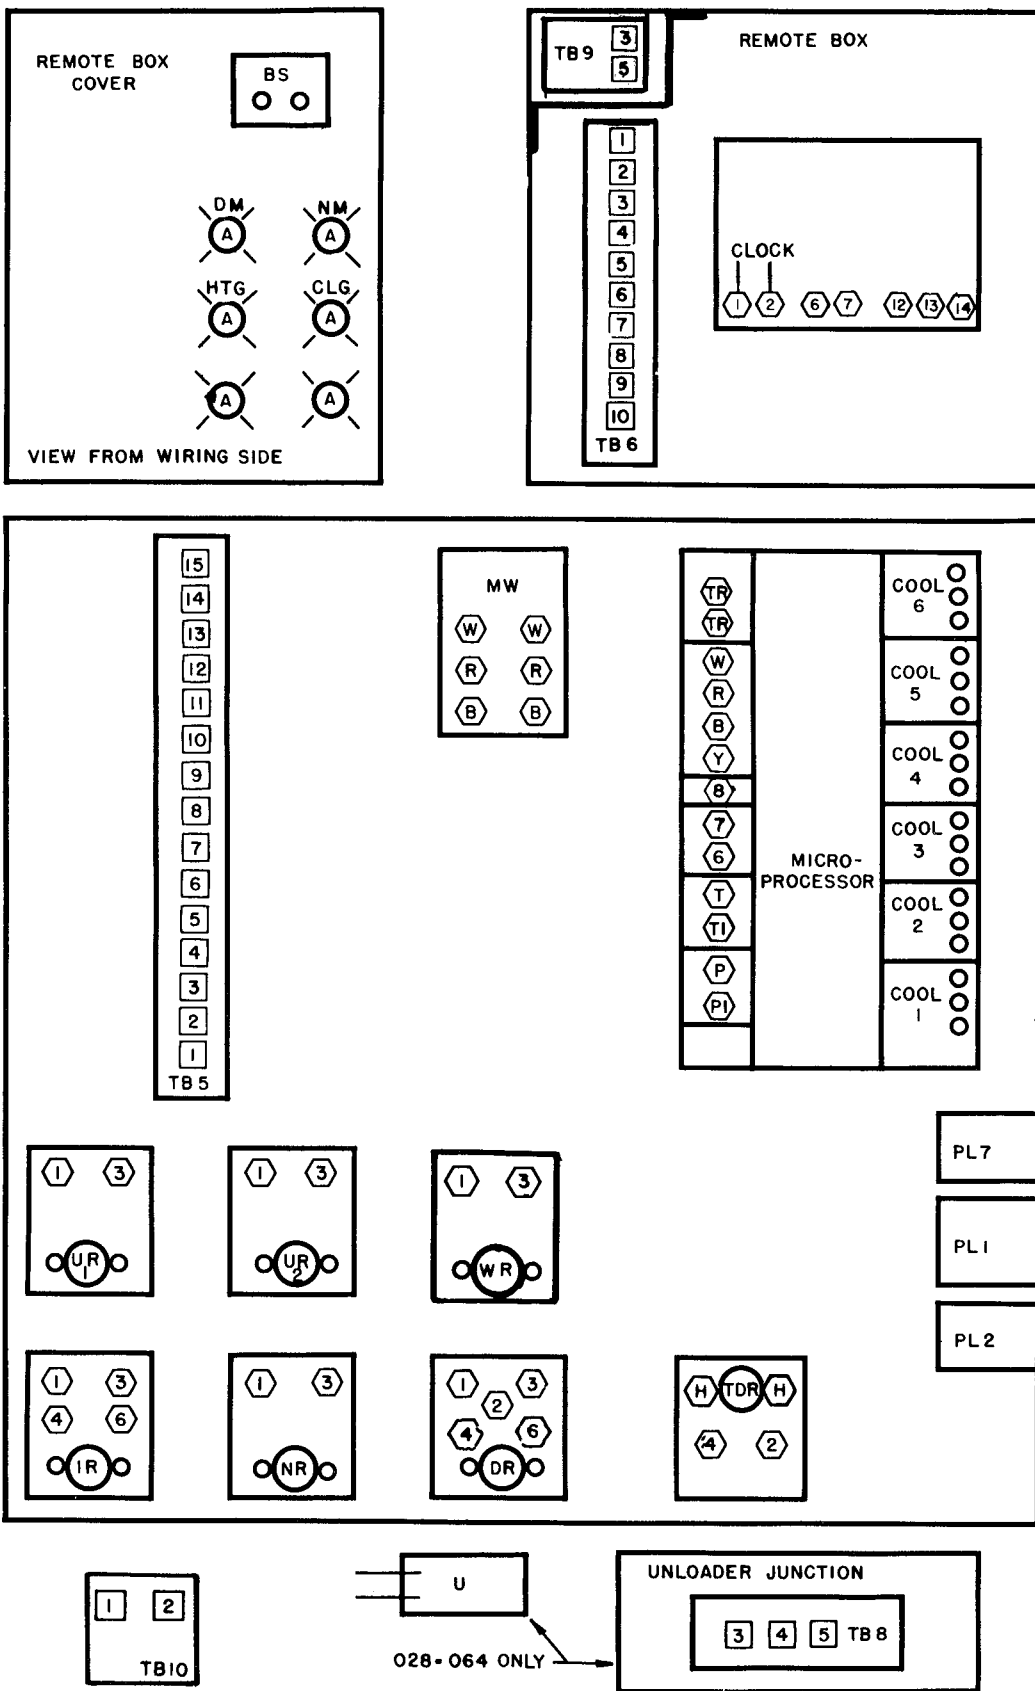 REMOTE BOX
COVER
BS
DM NM
A A
HTG CLG
A A
A A
VIEW FROM WIRING SIDE
TB9
3
5
REMOTE BOX
1
2
3
4
5
6
7
8
9
10
TB6
CLOCK
1 2 6 7 12 13 14
15
14
13
12
11
10
9
8
7
6
5
4
3
2
1
TB5
MW
W W
R R
B B
TR
TR
W
R
B
Y
8
7
6
T
T1
P
P1
MICRO-
PROCESSOR
COOL
6
COOL
5
COOL
4
COOL
3
COOL
2
COOL
1
PL7
PL1
PL2
1 3
UR
1
1 3
UR
2
1 3
WR
1 3
4 6
IR
1 3
NR
1 3
2
4 6
DR
H TDR H
4 2
1 2
TB10
U
028-064 ONLY
UNLOADER JUNCTION
3 4 5 TB8